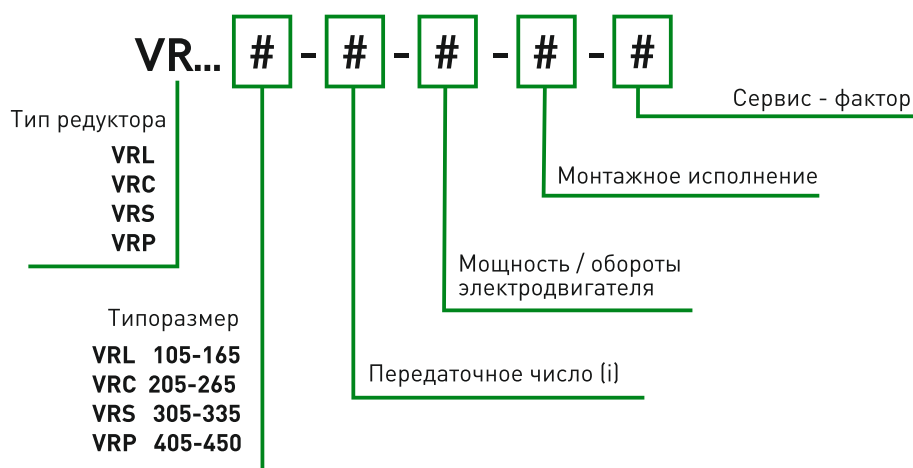 VR... # - # - # - # - #
Сервис - фактор
Тип редуктора
VRL
VRC
VRS
VRP
Монтажное исполнение
Мощность / обороты
электродвигателя
Типоразмер
VRL 105-165
VRC 205-265
VRS 305-335
VRP 405-450
Передаточное число (i)